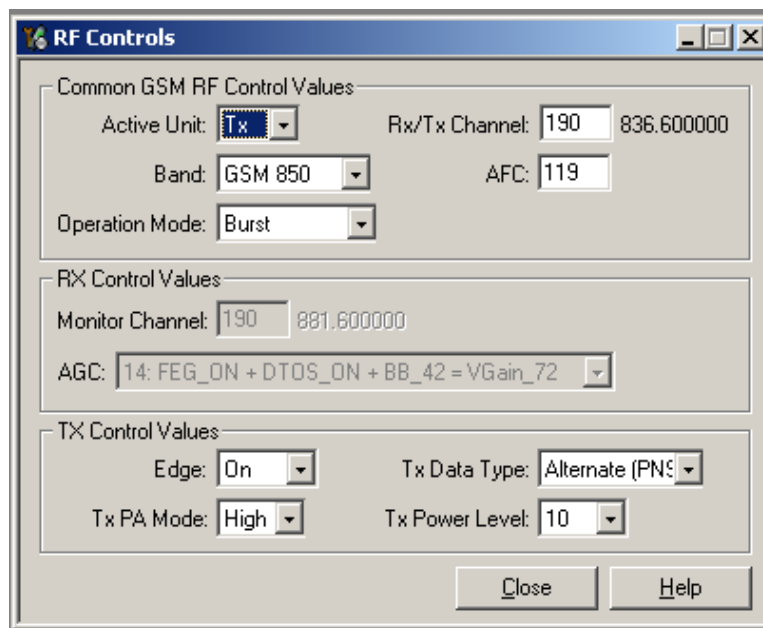 RF Controls
Common GSM RF Control Values
Active Unit: Tx Rx/Tx Channel: 190 836.600000
Band: GSM 850 AFC: 119
Operation Mode: Burst
RX Control Values
Monitor Channel: 190 881.600000
AGC: 14: FEG_ON + DTOS_ON + BB_42 = VGain_72
TX Control Values
Edge: On Tx Data Type: Alternate (PNS
Tx PA Mode: High Tx Power Level: 10
Close Help